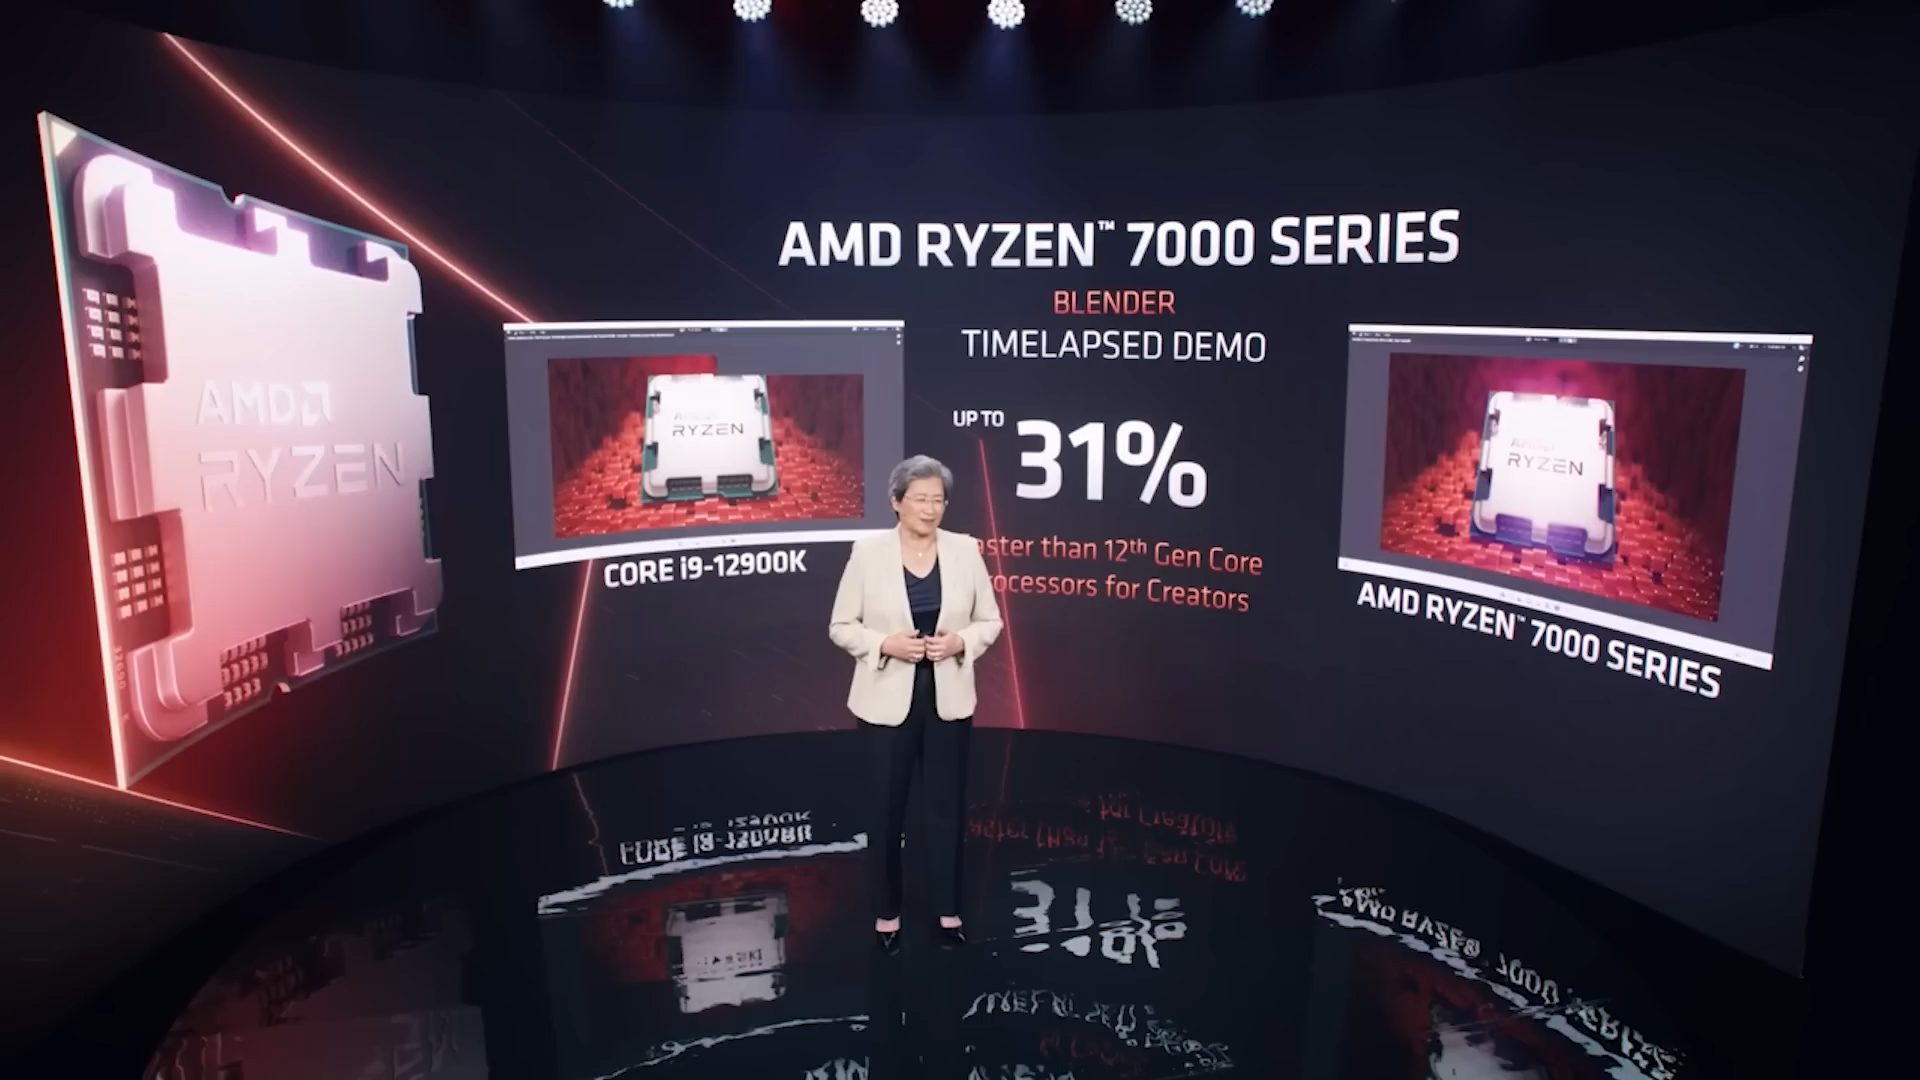 AMD RYZEN™ 7000 SERIES
BLENDER
TIMELAPSED DEMO
UP TO
31%
aster than 12th Gen Core
rocessors for Creators
AMD
RYZEN
RYZEN
CORE i9-12900K
AMD
RYZEN
AMD RYZEN™ 7000 SERIES